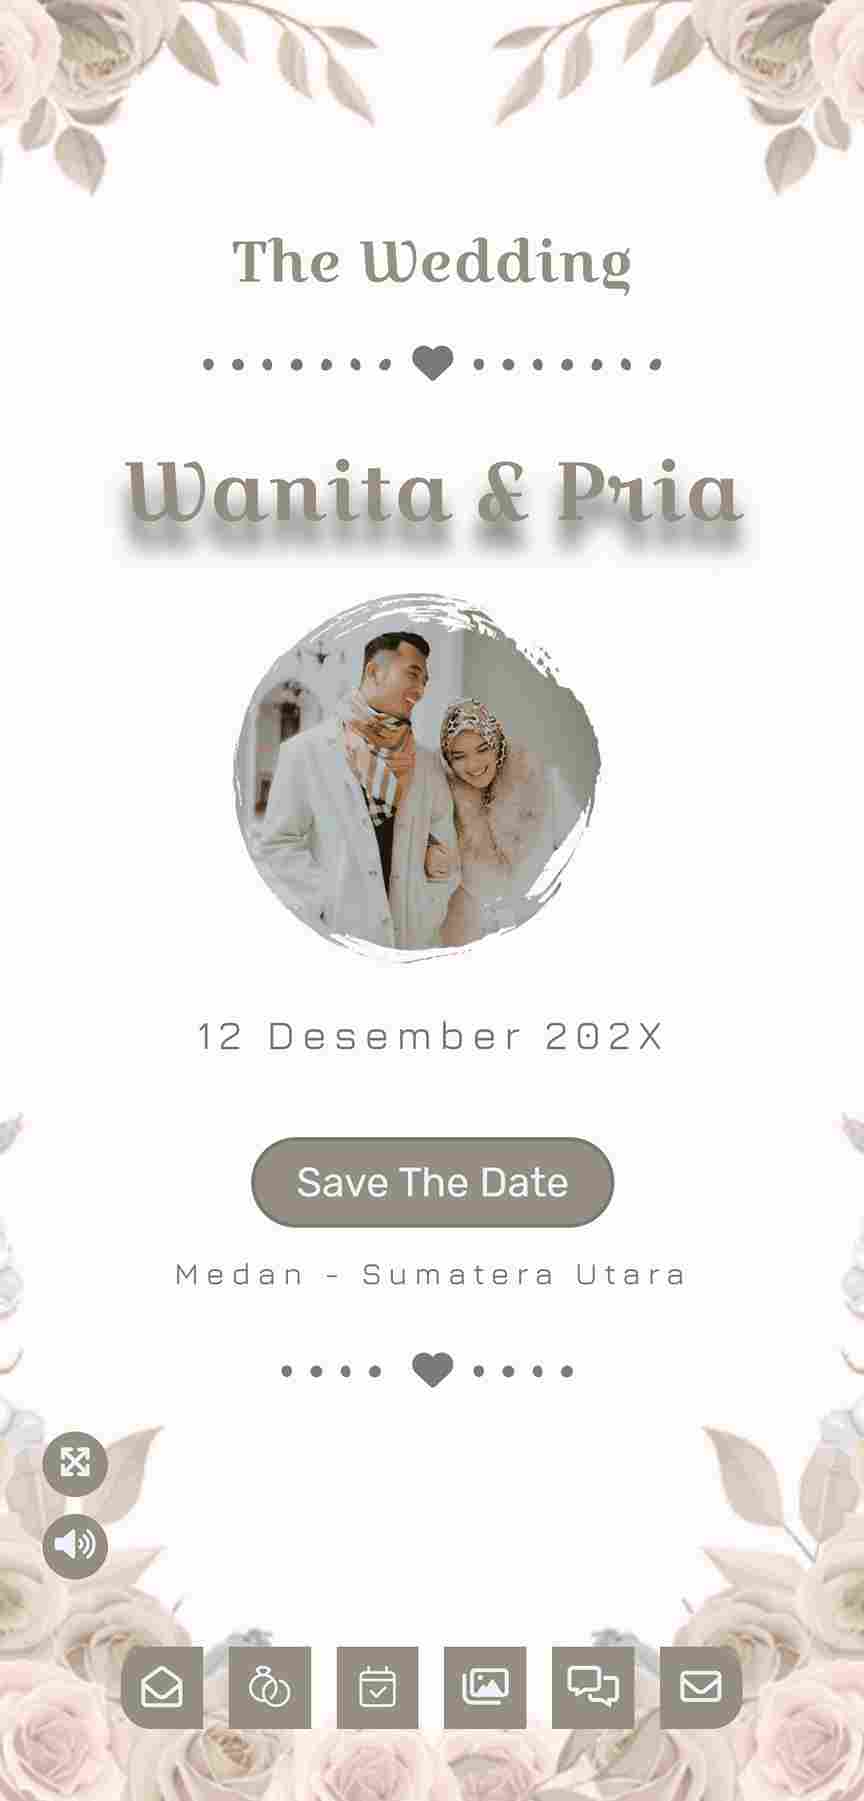 The Wedding
Wanita & Pria
12 Desember 202X
Save The Date
Medan - Sumatera Utara